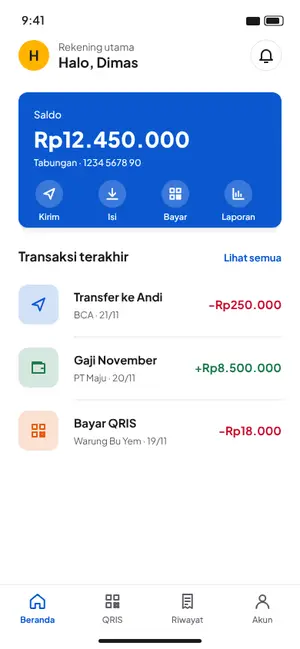 9:41
H
Rekening utama
Halo, Dimas
Saldo
Rp12.450.000
Tabungan · 1234 5678 90
Kirim
Isi
Bayar
Laporan
Transaksi terakhir
Lihat semua
Transfer ke Andi
BCA · 21/11
−Rp250.000
Gaji November
PT Maju · 20/11
+Rp8.500.000
Bayar QRIS
Warung Bu Yem · 19/11
−Rp18.000
Beranda
QRIS
Riwayat
Akun